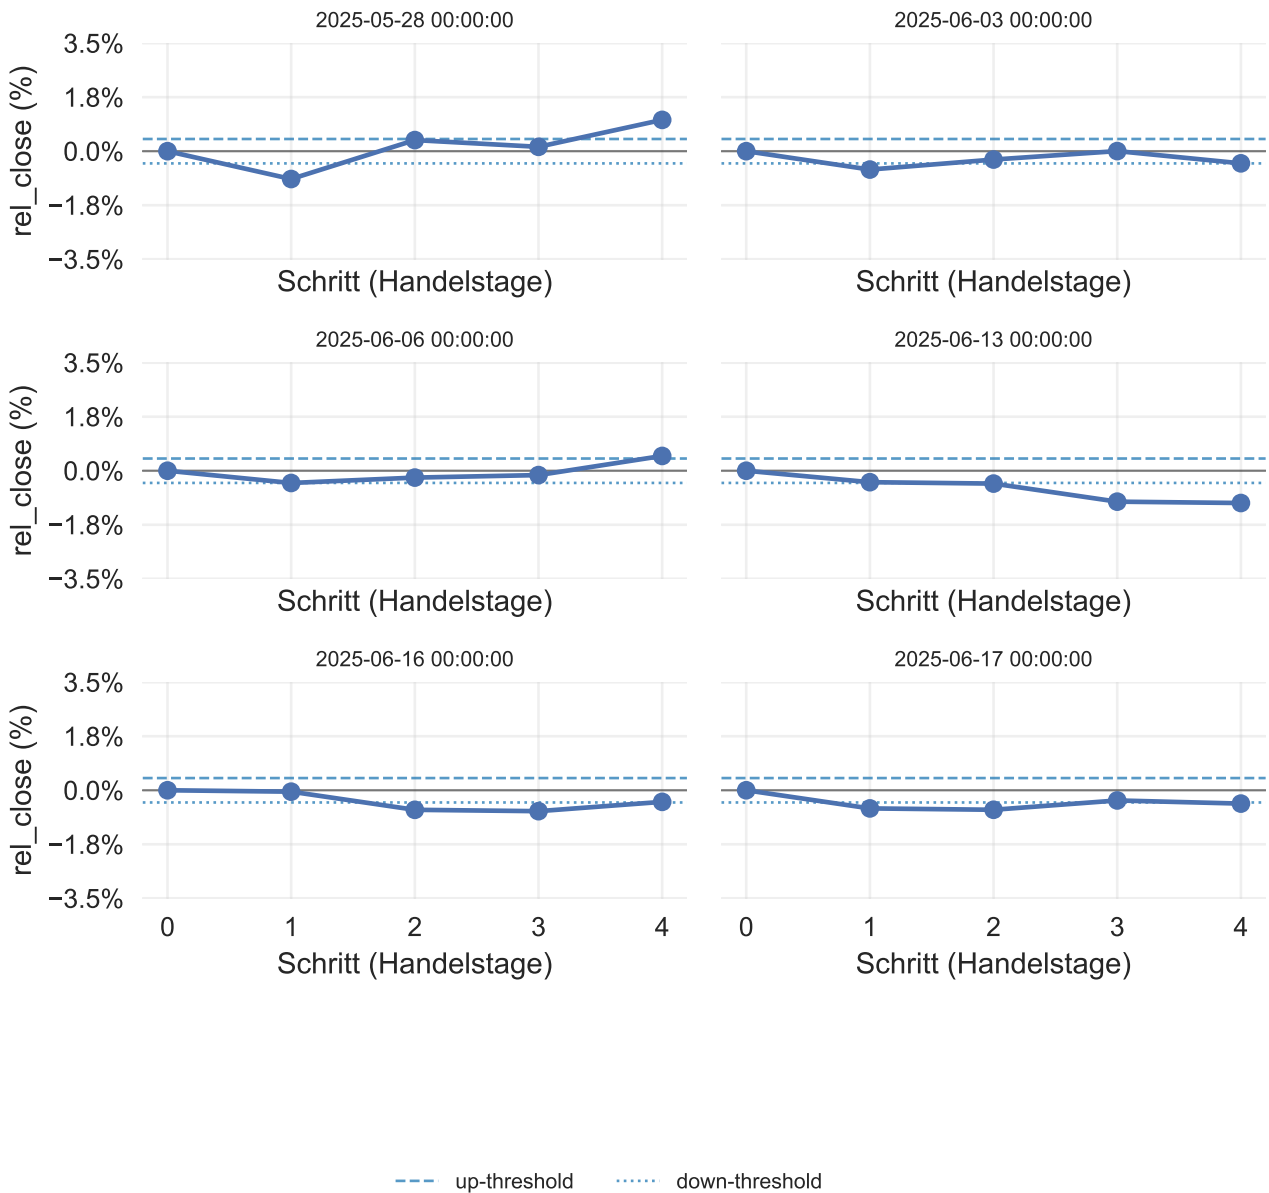 2025-05-28 00:00:00
2025-06-03 00:00:00
rel_close (%)
3.5%
1.8%
0.0%
−1.8%
−3.5%
Schritt (Handelstage)
Schritt (Handelstage)
2025-06-06 00:00:00
2025-06-13 00:00:00
rel_close (%)
3.5%
1.8%
0.0%
−1.8%
−3.5%
Schritt (Handelstage)
Schritt (Handelstage)
2025-06-16 00:00:00
2025-06-17 00:00:00
rel_close (%)
3.5%
1.8%
0.0%
−1.8%
−3.5%
0 1 2 3 4
0 1 2 3 4
Schritt (Handelstage)
Schritt (Handelstage)
up-threshold
down-threshold